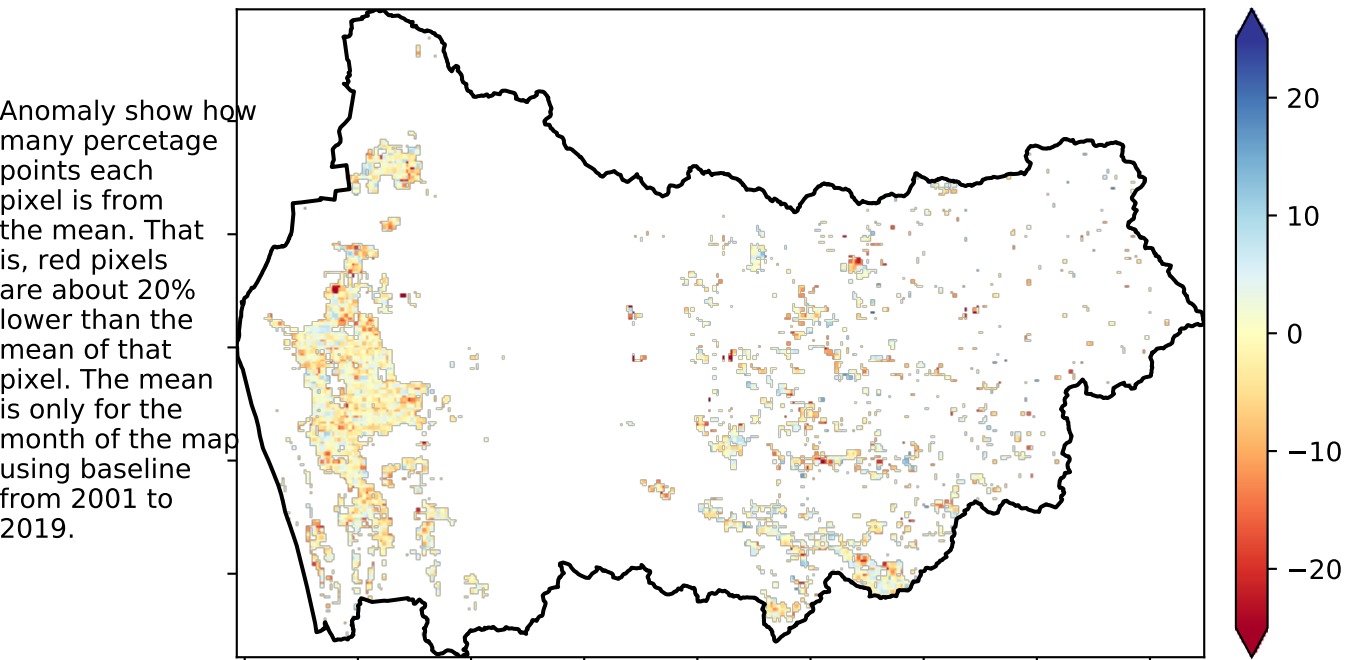 Anomaly show how
many percetage
points each
pixel is from
the mean. That
is, red pixels
are about 20%
lower than the
mean of that
pixel. The mean
is only for the
month of the map
using baseline
from 2001 to
2019.
20
10
0
−10
−20